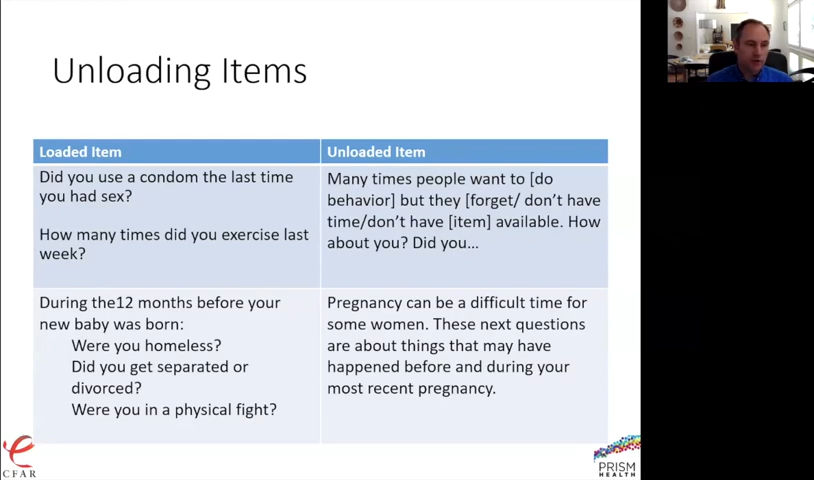 Unloading Items
Loaded Item
Unloaded Item
Did you use a condom the last time
you had sex?
How many times did you exercise last
week?
Many times people want to [do
behavior] but they [forget/ don't have
time/don't have [item] available. How
about you? Did you...
During the12 months before your
new baby was born:
Were you homeless?
Did you get separated or
divorced?
Were you in a physical fight?
Pregnancy can be a difficult time for
some women. These next questions
are about things that may have
happened before and during your
most recent pregnancy.
CFAR
PRISM
HEALTH